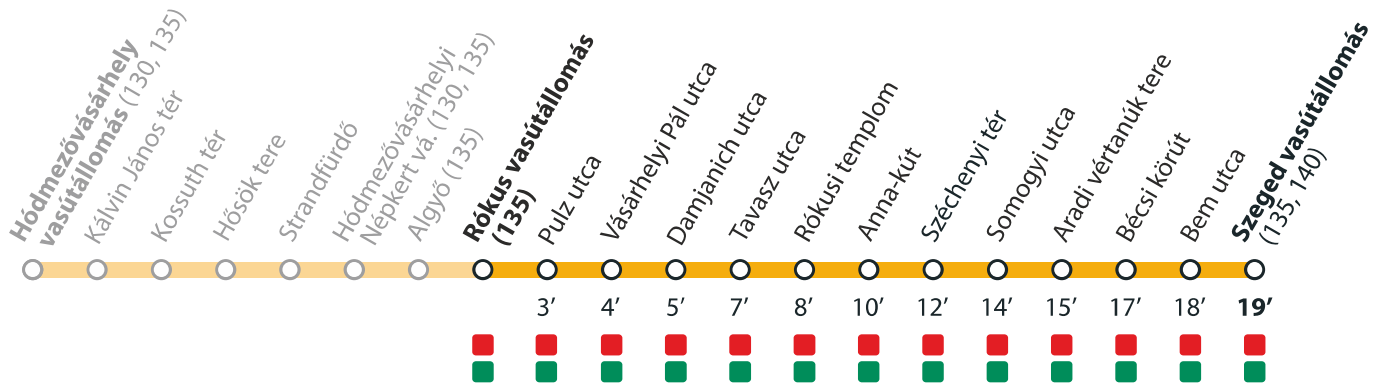 Hódmezővásárhely
vasútállomás (130, 135)
Kálvin János tér
Kossuth tér
Hősök tere
Strandfürdő
Hódmezővásárhelyi
Népkert vá. (130, 135)
Algyő (135)
Rókus vasútállomás
(135)
Pulz utca
Vásárhelyi Pál utca
Damjanich utca
Tavasz utca
Rókusi templom
Anna-kút
Széchenyi tér
Somogyi utca
Aradi vértanúk tere
Bécsi körút
Bem utca
Szeged vasútállomás
(135, 140)
3’ 4’ 5’ 7’ 8’ 10’ 12’ 14’ 15’ 17’ 18’ 19’